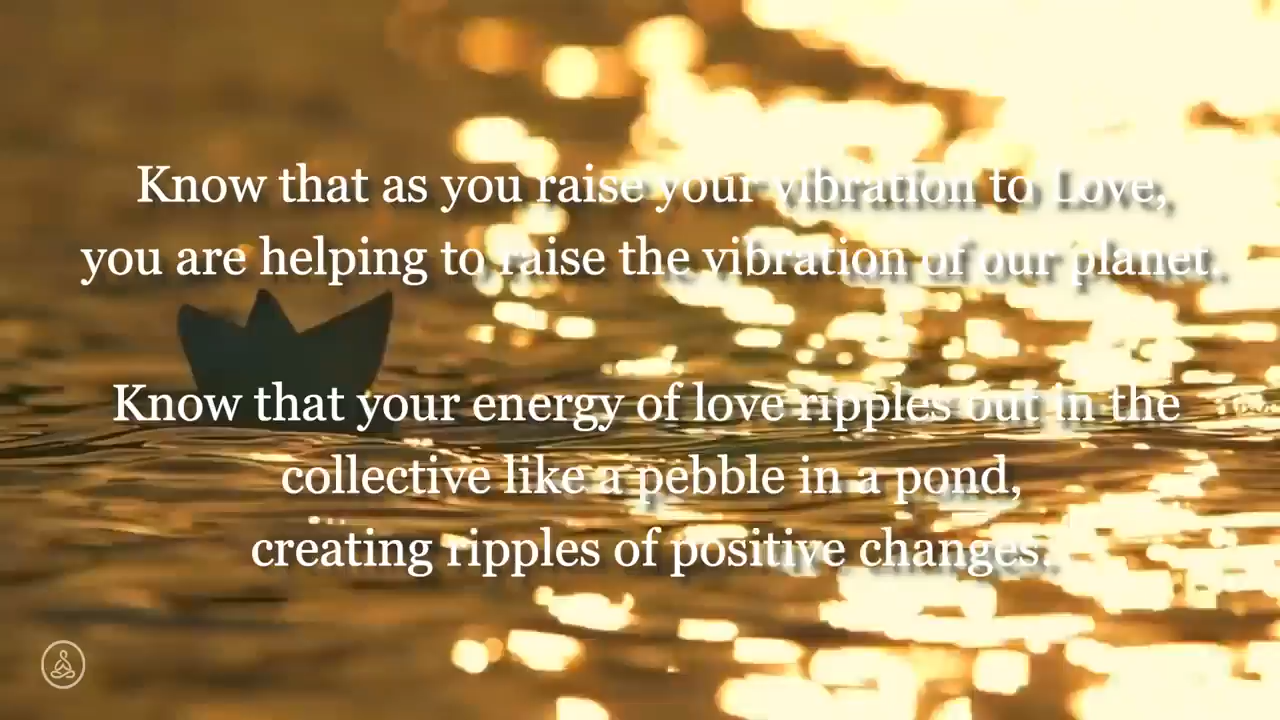 Know that as you raise your vibration to Love,
you are helping to raise the vibration of our planet.
Know that your energy of love ripples out in the
collective like a pebble in a pond,
creating ripples of positive changes.